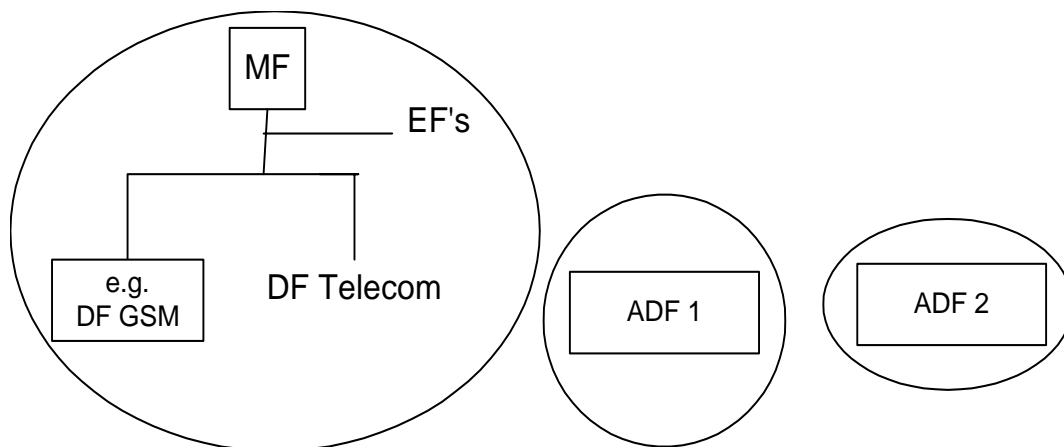 MF
EF's
e.g.
DF GSM
DF Telecom
ADF 1
ADF 2